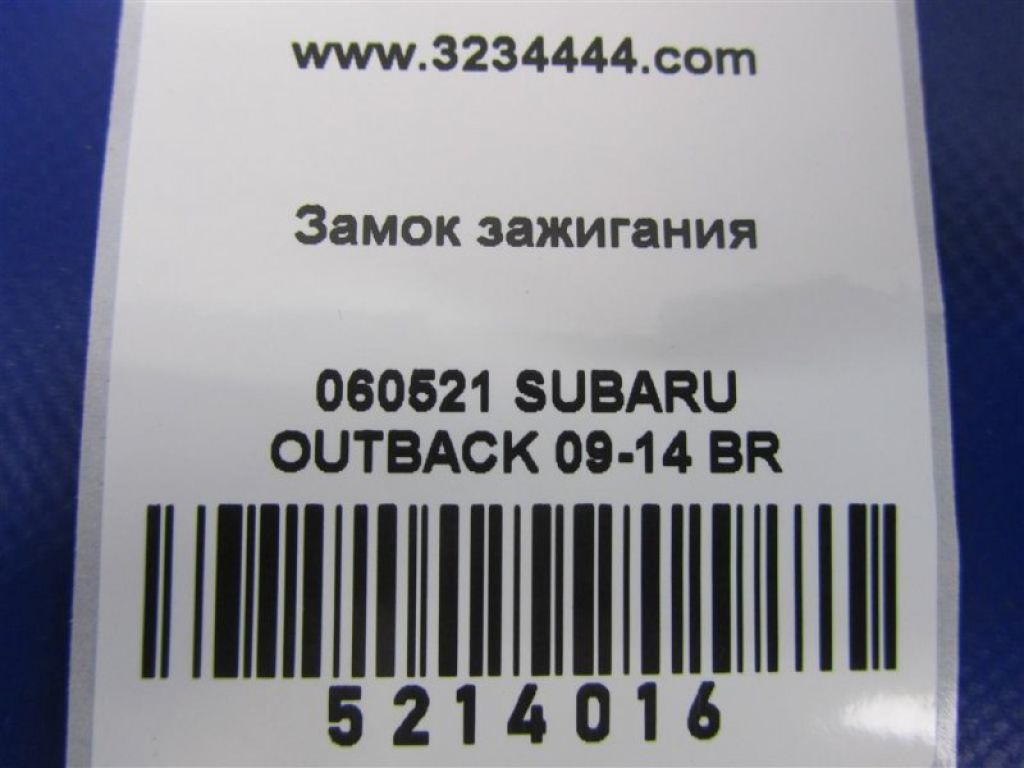 www.3234444.com
Замок зажигания
060521 SUBARU
OUTBACK 09-14 BR
5214016